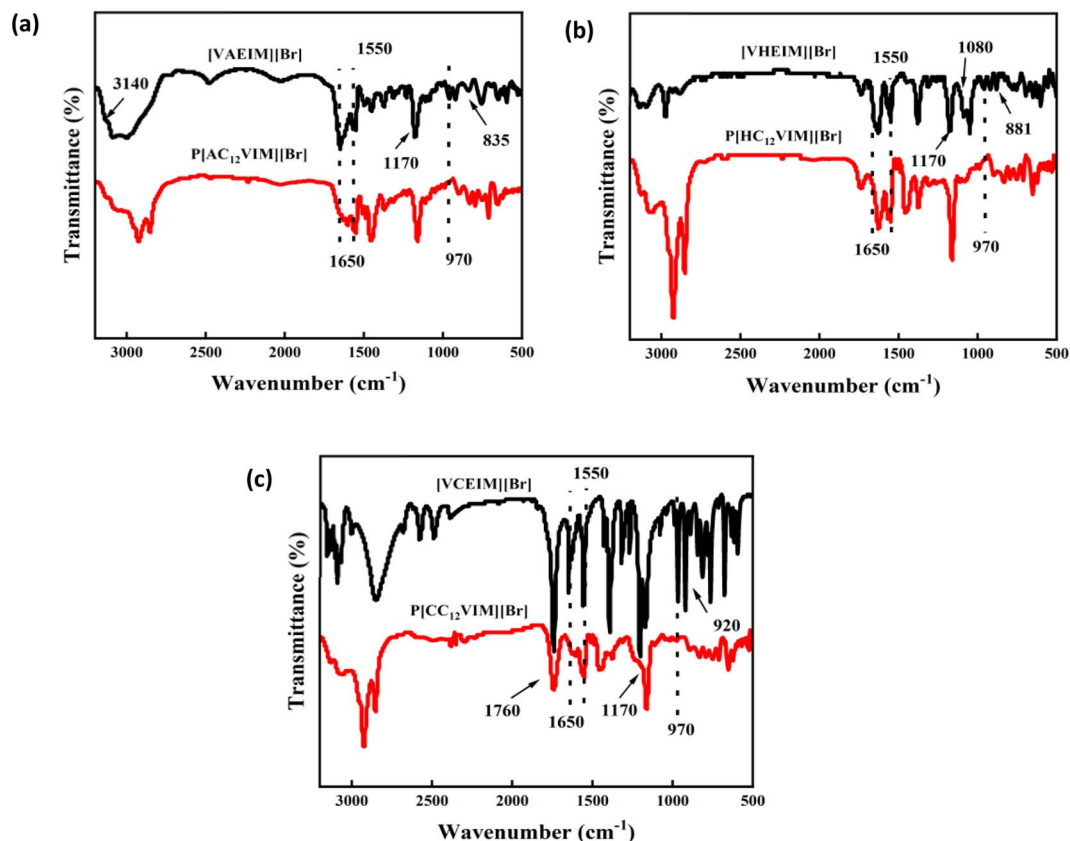 (a)
[VAEIM][Br]
1550
3140
835
1170
P[AC₁₂VIM][Br]
1650
970
Transmittance (%)
3000 2500 2000 1500 1000 500
Wavenumber (cm⁻¹)
(b)
[VHEIM][Br]
1550
1080
881
1170
P[HC₁₂VIM][Br]
1650
970
Transmittance (%)
3000 2500 2000 1500 1000 500
Wavenumber (cm⁻¹)
(c)
1550
[VCEIM][Br]
920
P[CC₁₂VIM][Br]
1760
1650
1170
970
Transmittance (%)
3000 2500 2000 1500 1000 500
Wavenumber (cm⁻¹)